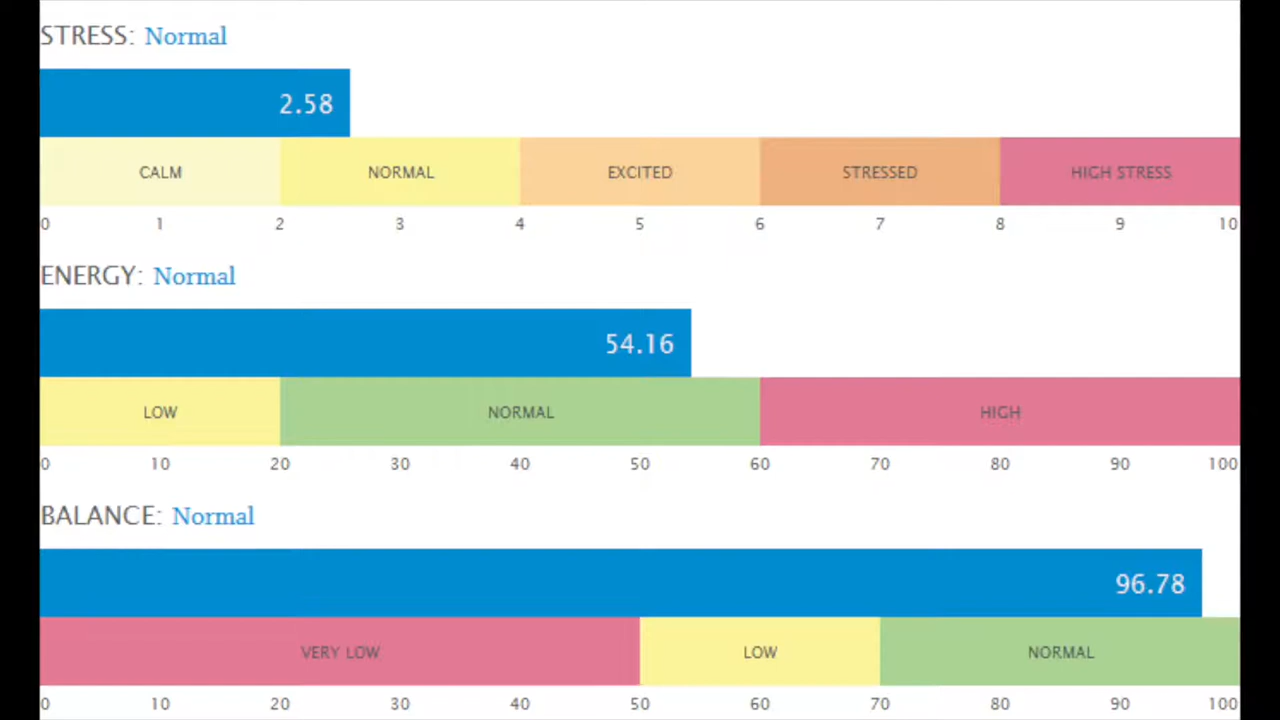 STRESS: Normal
2.58
CALM NORMAL EXCITED STRESSED HIGH STRESS
0 1 2 3 4 5 6 7 8 9 10
ENERGY: Normal
54.16
LOW NORMAL HIGH
0 10 20 30 40 50 60 70 80 90 100
BALANCE: Normal
96.78
VERY LOW LOW NORMAL
0 10 20 30 40 50 60 70 80 90 100